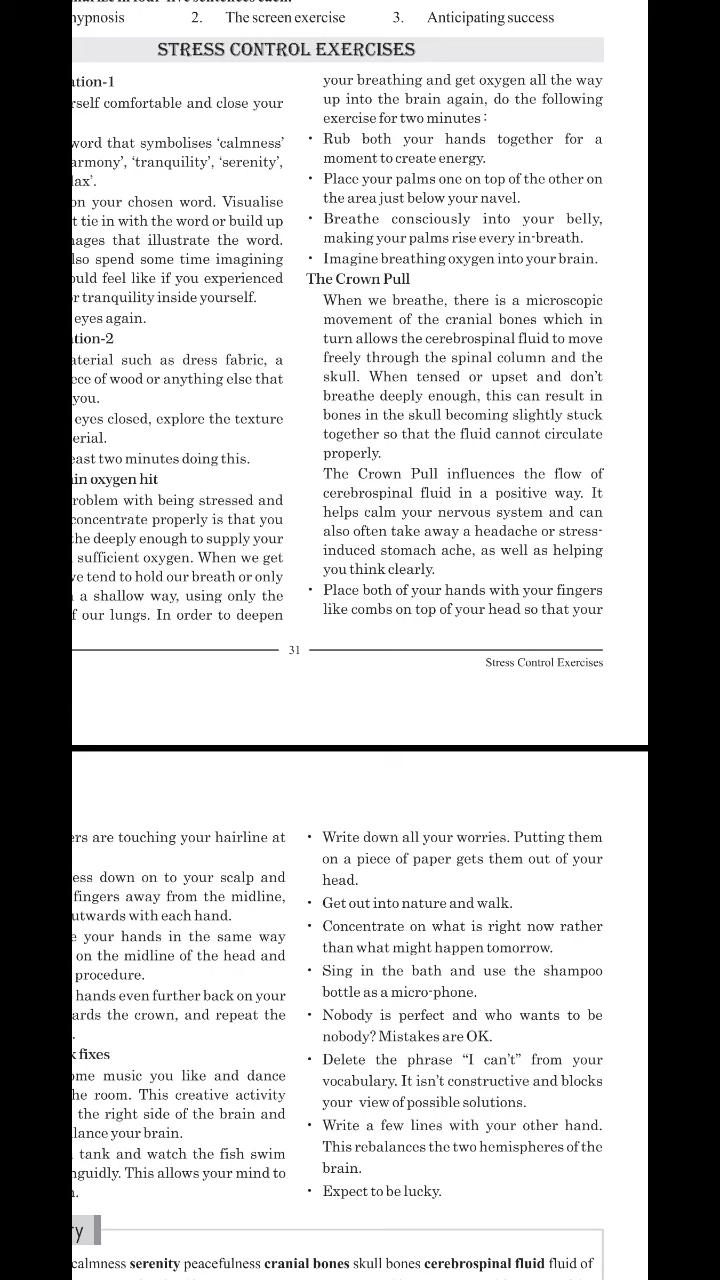 hypnosis 2. The screen exercise 3. Anticipating success
STRESS CONTROL EXERCISES
ation-1
rself comfortable and close your
word that symbolises ‘calmness’
armony’, ‘tranquility’, ‘serenity’,
lax’.
on your chosen word. Visualise
t tie in with the word or build up
nages that illustrate the word.
lso spend some time imagining
ould feel like if you experienced
or tranquility inside yourself.
eyes again.
ation-2
aterial such as dress fabric, a
ece of wood or anything else that
you.
eyes closed, explore the texture
erial.
east two minutes doing this.
in oxygen hit
roblem with being stressed and
concentrate properly is that you
the deeply enough to supply your
sufficient oxygen. When we get
ve tend to hold our breath or only
a shallow way, using only the
f our lungs. In order to deepen
your breathing and get oxygen all the way
up into the brain again, do the following
exercise for two minutes :
• Rub both your hands together for a
moment to create energy.
• Place your palms one on top of the other on
the area just below your navel.
• Breathe consciously into your belly,
making your palms rise every in-breath.
• Imagine breathing oxygen into your brain.
The Crown Pull
When we breathe, there is a microscopic
movement of the cranial bones which in
turn allows the cerebrospinal fluid to move
freely through the spinal column and the
skull. When tensed or upset and don’t
breathe deeply enough, this can result in
bones in the skull becoming slightly stuck
together so that the fluid cannot circulate
properly.
The Crown Pull influences the flow of
cerebrospinal fluid in a positive way. It
helps calm your nervous system and can
also often take away a headache or stress-
induced stomach ache, as well as helping
you think clearly.
• Place both of your hands with your fingers
like combs on top of your head so that your
31
Stress Control Exercises
ers are touching your hairline at
ess down on to your scalp and
fingers away from the midline,
utwards with each hand.
e your hands in the same way
on the midline of the head and
procedure.
hands even further back on your
ards the crown, and repeat the
.
k fixes
ome music you like and dance
he room. This creative activity
the right side of the brain and
lance your brain.
tank and watch the fish swim
nguidly. This allows your mind to
n.
• Write down all your worries. Putting them
on a piece of paper gets them out of your
head.
• Get out into nature and walk.
• Concentrate on what is right now rather
than what might happen tomorrow.
• Sing in the bath and use the shampoo
bottle as a micro-phone.
• Nobody is perfect and who wants to be
nobody? Mistakes are OK.
• Delete the phrase “I can’t” from your
vocabulary. It isn’t constructive and blocks
your view of possible solutions.
• Write a few lines with your other hand.
This rebalances the two hemispheres of the
brain.
• Expect to be lucky.
ry
calmness serenity peacefulness cranial bones skull bones cerebrospinal fluid fluid of